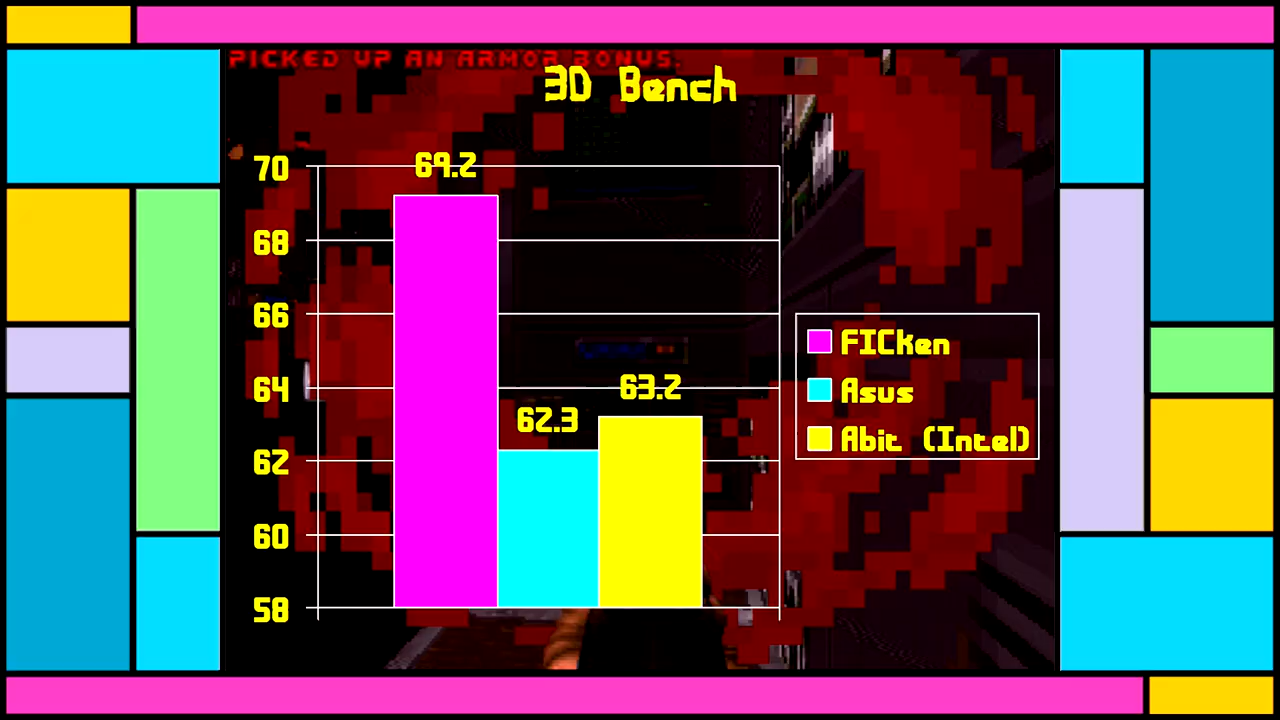 PICKED UP AN ARMOR BONUS.
3D Bench
70
69.2
68
66
64
63.2
62.3
62
60
58
FICken
Asus
Abit (Intel)